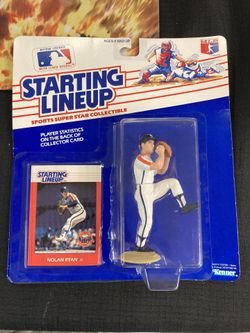 STARTING
LINEUP
SPORTS SUPER STAR COLLECTIBLE
PLAYER STATISTICS
ON THE BACK OF
COLLECTOR CARD
STARTING
LINEUP
NOLAN RYAN
Kenner